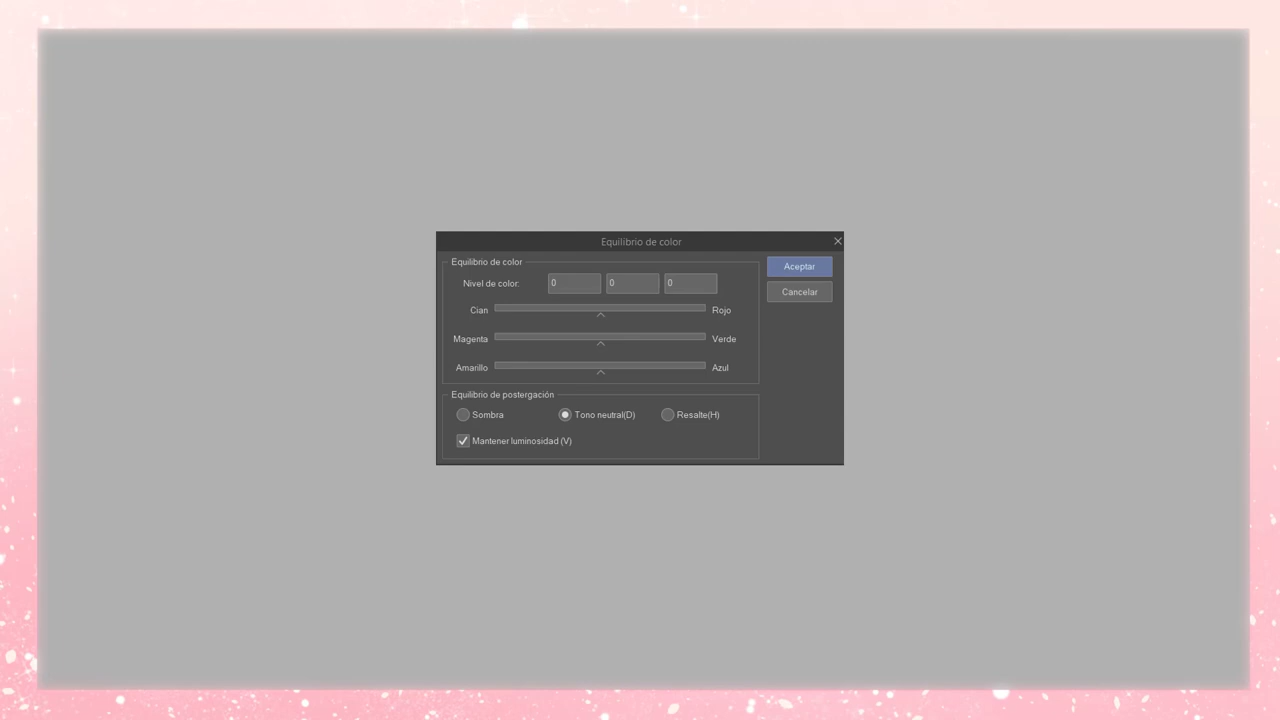 Equilibrio de color
Equilibrio de color
Aceptar
Nivel de color: 0 0 0
Cancelar
Cian Rojo
Magenta Verde
Amarillo Azul
Equilibrio de postergación
Sombra Tono neutral(D) Resalte(H)
Mantener luminosidad (V)